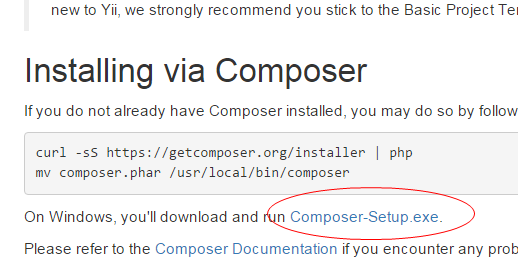 new to Yii, we strongly recommend you stick to the Basic Project Te
Installing via Composer
If you do not already have Composer installed, you may do so by follow
curl -sS https://getcomposer.org/installer | php
mv composer.phar /usr/local/bin/composer
On Windows, you'll download and run Composer-Setup.exe.
Please refer to the Composer Documentation if you encounter any prob